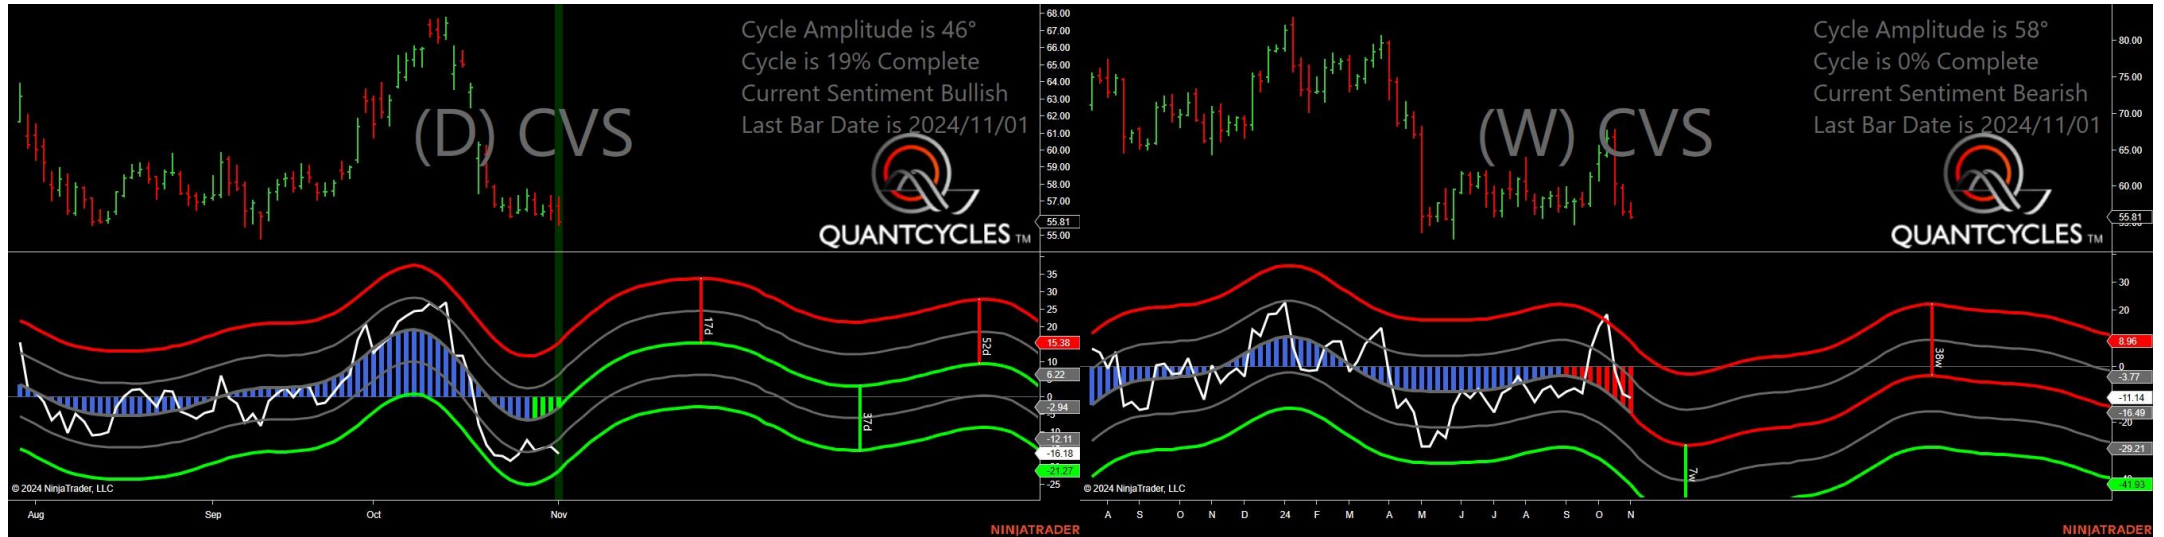 Cycle Amplitude is 46°
Cycle is 19% Complete
Current Sentiment Bullish
Last Bar Date is 2024/11/01
(D) CVS
QUANTCYCLES TM
68.00
67.00
66.00
65.00
64.00
63.00
62.00
61.00
60.00
59.00
58.00
57.00
55.81
55.00
35
30
25
20
15.38
10
6.22
0
-2.94
-12.11
-16.18
-21.27
-25
17d
52d
37d
© 2024 NinjaTrader, LLC
Aug Sep Oct Nov
NINJATRADER
Cycle Amplitude is 58°
Cycle is 0% Complete
Current Sentiment Bearish
Last Bar Date is 2024/11/01
(W) CVS
QUANTCYCLES TM
80.00
75.00
70.00
65.00
60.00
55.81
20
8.96
0
-3.77
-11.14
-16.49
-20
-29.21
-41.93
38w
7w
© 2024 NinjaTrader, LLC
A S O N D 24 F M A M J J A S O N
NINJATRADER